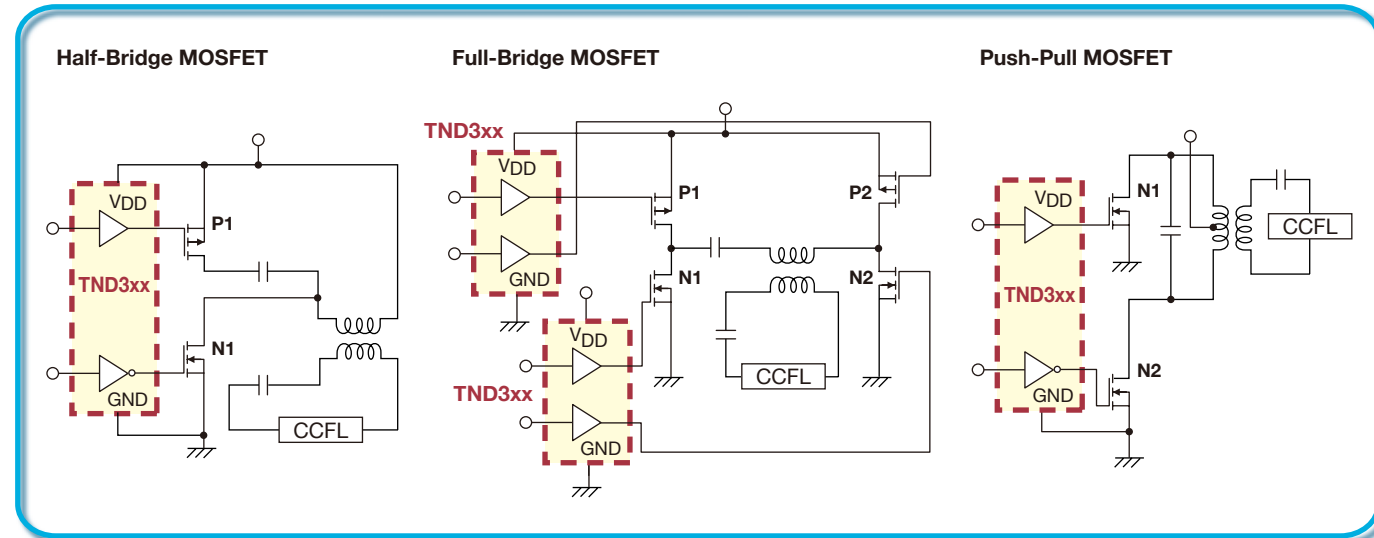 Half-Bridge MOSFET
VDD
P1
TND3xx
N1
GND
CCFL
Full-Bridge MOSFET
TND3xx
VDD
P1
P2
GND
N1
N2
VDD
TND3xx
CCFL
GND
Push-Pull MOSFET
N1
VDD
CCFL
TND3xx
N2
GND